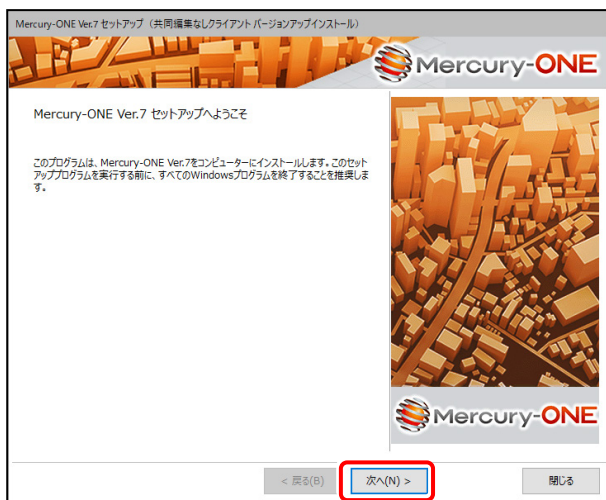 Mercury-ONE Ver.7 セットアップ（共同編集なしクライアント バージョンアップインストール）
Mercury-ONE
Mercury-ONE Ver.7 セットアップへようこそ
このプログラムは、Mercury-ONE Ver.7をコンピューターにインストールします。このセット
アッププログラムを実行する前に、すべてのWindowsプログラムを終了することを推奨しま
す。
Mercury-ONE
< 戻る(B)
次へ(N) >
閉じる